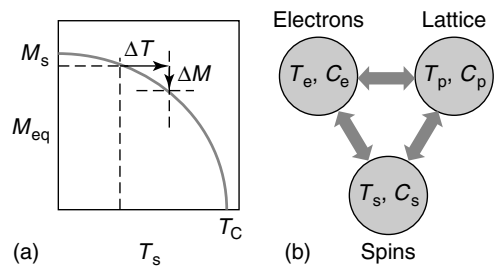 M_s
ΔT
ΔM
M_eq
T_C
(a)
T_s
Electrons
Lattice
T_e, C_e
T_p, C_p
T_s, C_s
(b)
Spins